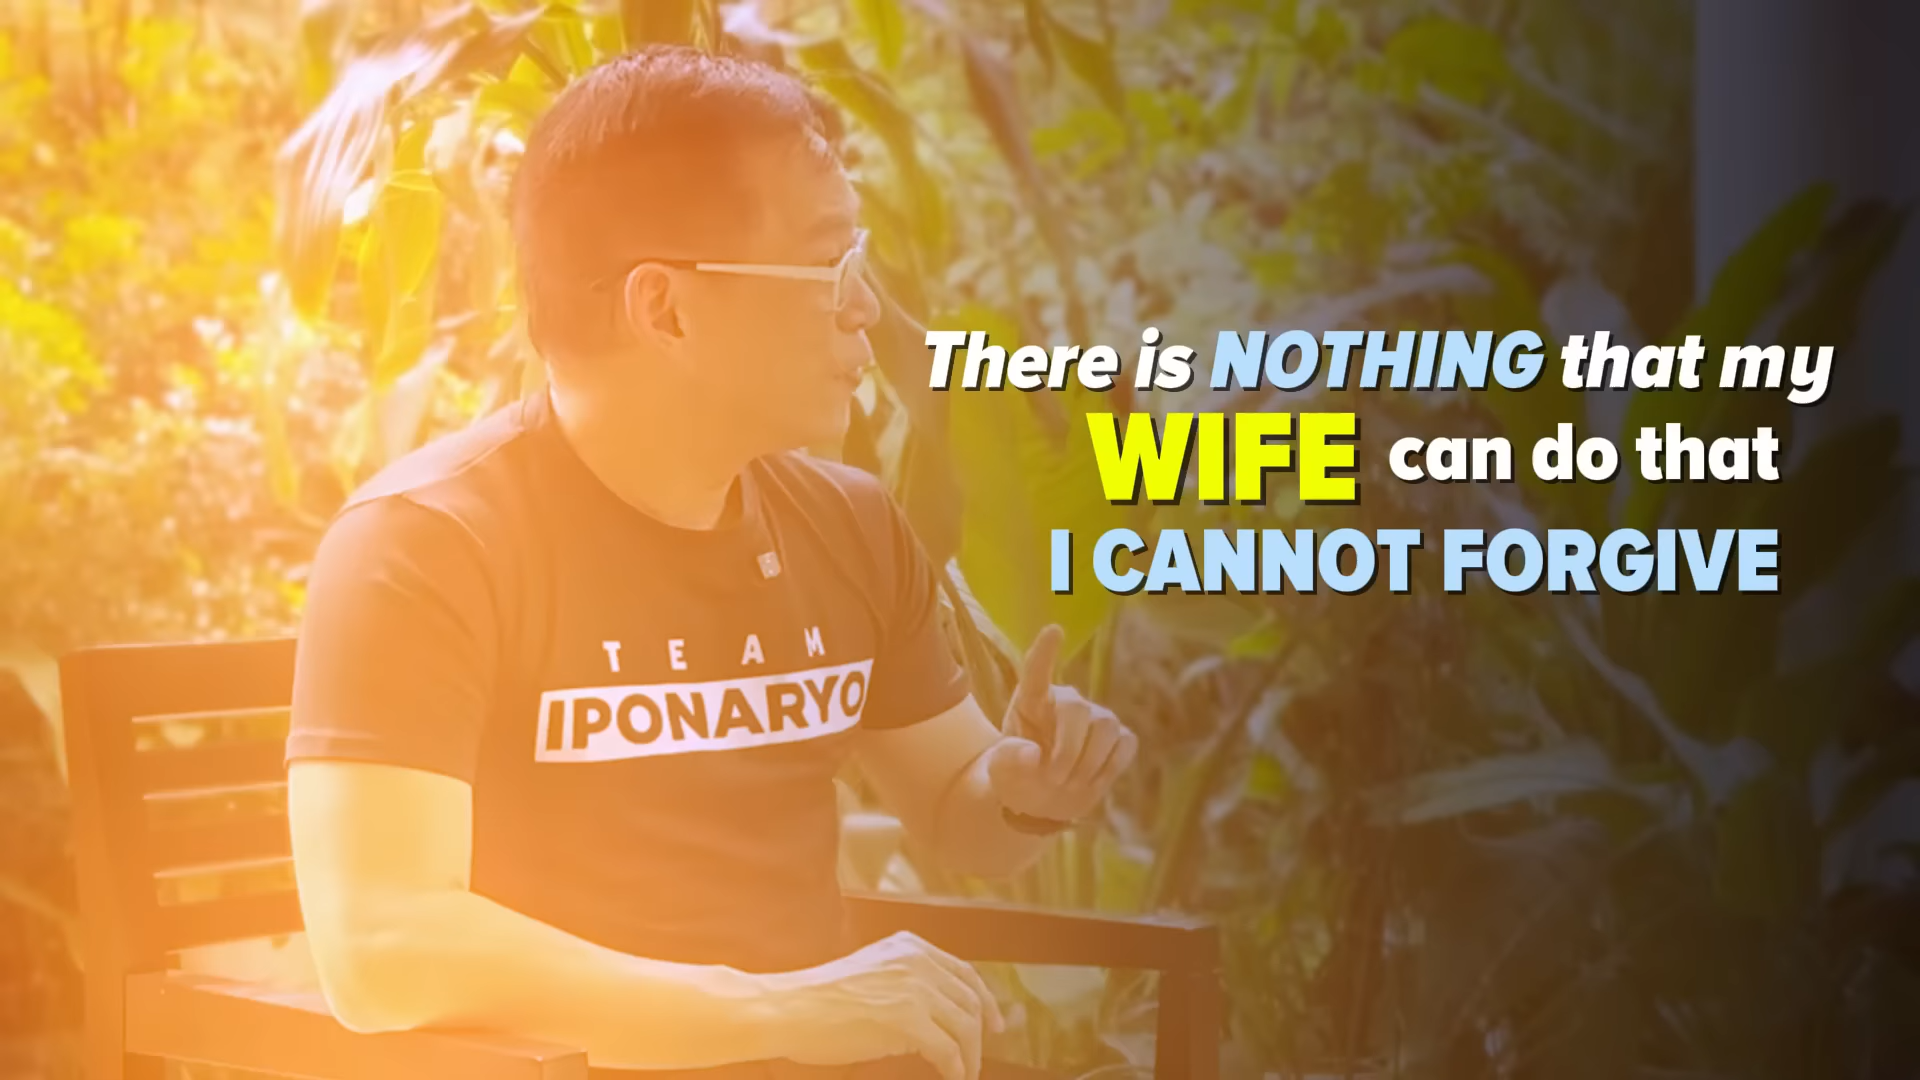 There is NOTHING that my
WIFE can do that
I CANNOT FORGIVE
TEAM
IPONARYO